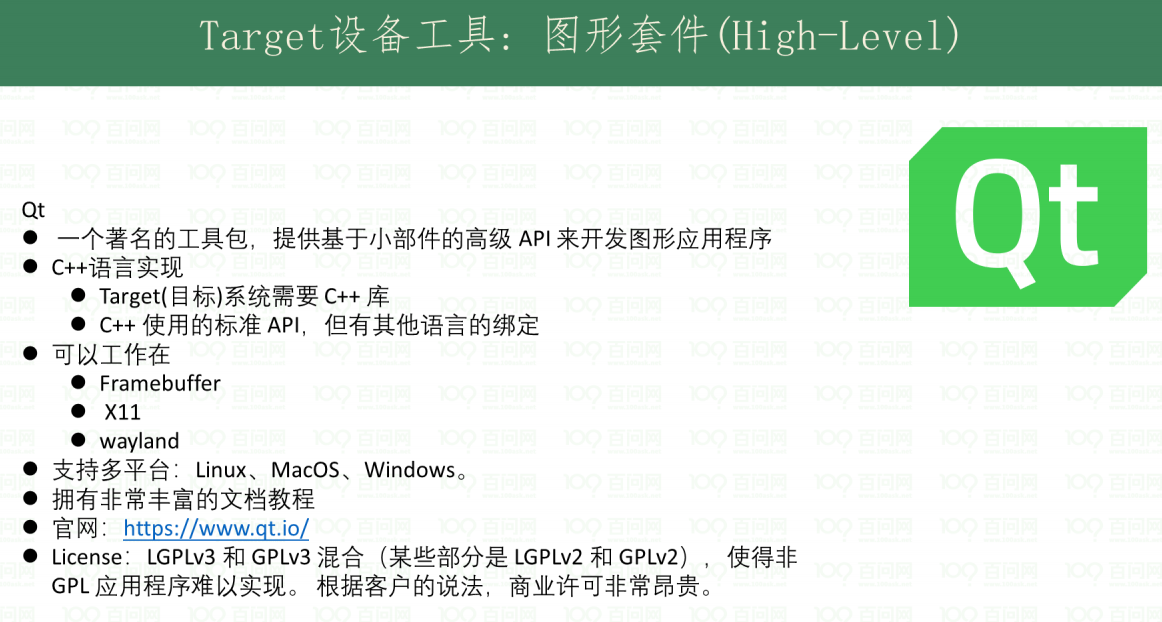 Target设备工具：图形套件(High-Level)
Qt
Qt
● 一个著名的工具包，提供基于小部件的高级 API 来开发图形应用程序
● C++语言实现
● Target(目标)系统需要 C++ 库
● C++ 使用的标准 API，但有其他语言的绑定
● 可以工作在
● Framebuffer
● X11
● wayland
● 支持多平台：Linux、MacOS、Windows。
● 拥有非常丰富的文档教程
● 官网：https://www.qt.io/
● License：LGPLv3 和 GPLv3 混合（某些部分是 LGPLv2 和 GPLv2），使得非
GPL 应用程序难以实现。 根据客户的说法，商业许可非常昂贵。